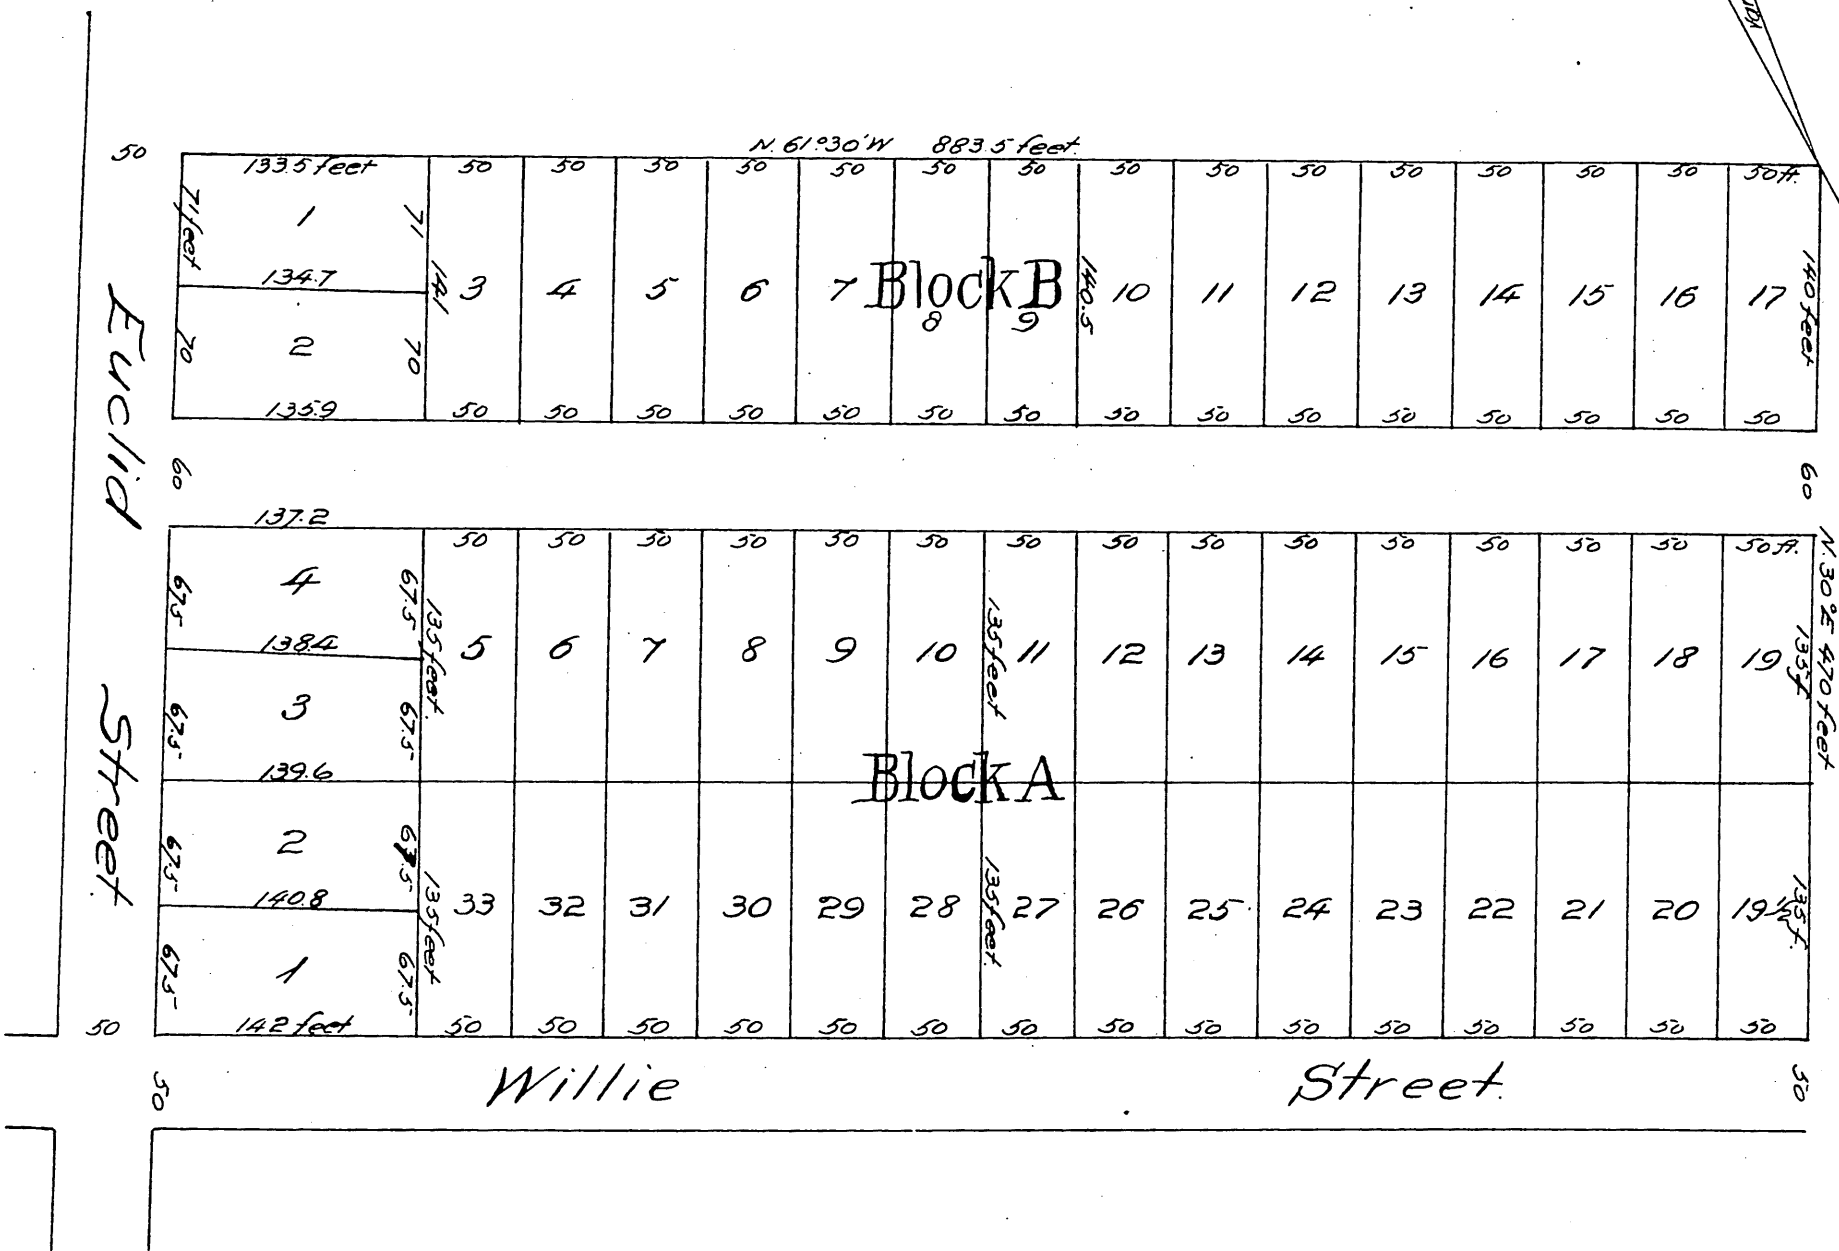 N. 61°30'W 883.5 feet.
50 133.5 feet 50 50 50 50 50 50 50 50 50 50 50 50 50 50 50ft.
71 feet 1 71
134.7
141 3 4 5 6 7 Block B 140.5 10 11 12 13 14 15 16 17 140 feet
8 9
70 2 70
135.9 50 50 50 50 50 50 50 50 50 50 50 50 50 50 50
60 60
137.2
50 50 50 50 50 50 50 50 50 50 50 50 50 50 50ft.
67.5 4 67.5
138.4
135 feet. 5 6 7 8 9 10 135 feet 11 12 13 14 15 16 17 18 19 135f
N. 30°E 470 feet
67.5 3 67.5
139.6
Block A
67.5 2 67.5
140.8
135 feet 33 32 31 30 29 28 135 feet. 27 26 25 24 23 22 21 20 19½ 135f.
67.5 1 67.5
50 142 feet 50 50 50 50 50 50 50 50 50 50 50 50 50 50 50
Euclid Street
50 Willie Street. 50